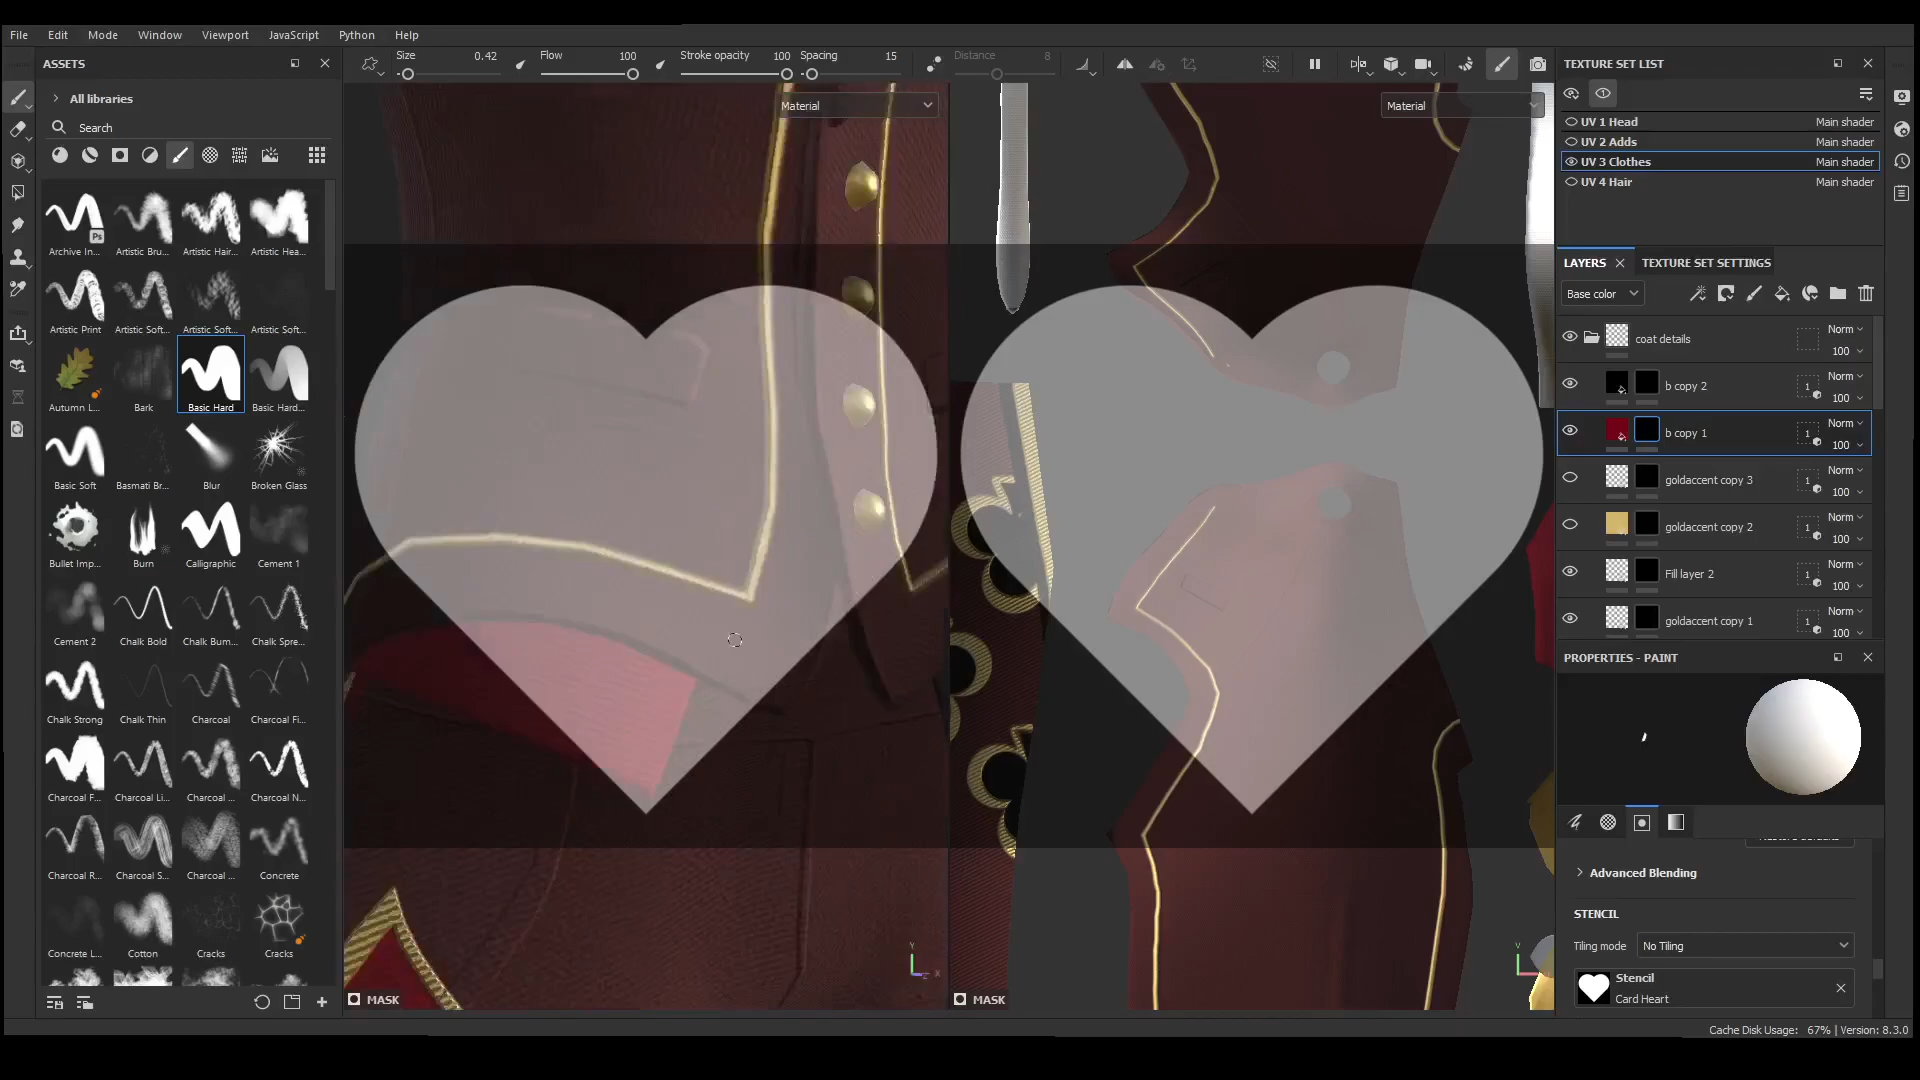 File Edit Mode Window Viewport JavaScript Python Help
ASSETS
All libraries
Search
Archive In...
Artistic Bru...
Artistic Hair...
Artistic Hea...
Artistic Print
Artistic Soft...
Artistic Soft...
Artistic Soft...
Autumn L...
Bark
Basic Hard
Basic Hard...
Basic Soft
Basmati Br...
Blur
Broken Glass
Bullet Imp...
Burn
Calligraphic
Cement 1
Cement 2
Chalk Bold
Chalk Bum...
Chalk Spre...
Chalk Strong
Chalk Thin
Charcoal
Charcoal Fi...
Charcoal F...
Charcoal Li...
Charcoal ...
Charcoal N...
Charcoal R...
Charcoal S...
Charcoal ...
Concrete
Concrete L...
Cotton
Cracks
Cracks
Size 0.42
Flow 100
Stroke opacity 100
Spacing 15
Distance 8
Material
Material
Y
X
V
MASK
MASK
TEXTURE SET LIST
UV 1 Head Main shader
UV 2 Adds Main shader
UV 3 Clothes Main shader
UV 4 Hair Main shader
LAYERS TEXTURE SET SETTINGS
Base color
coat details Norm 100
b copy 2 1 Norm 100
b copy 1 1 Norm 100
goldaccent copy 3 1 Norm 100
goldaccent copy 2 1 Norm 100
Fill layer 2 1 Norm 100
goldaccent copy 1 1 Norm 100
PROPERTIES - PAINT
Advanced Blending
STENCIL
Tiling mode No Tiling
Stencil
Card Heart
Cache Disk Usage: 67% | Version: 8.3.0